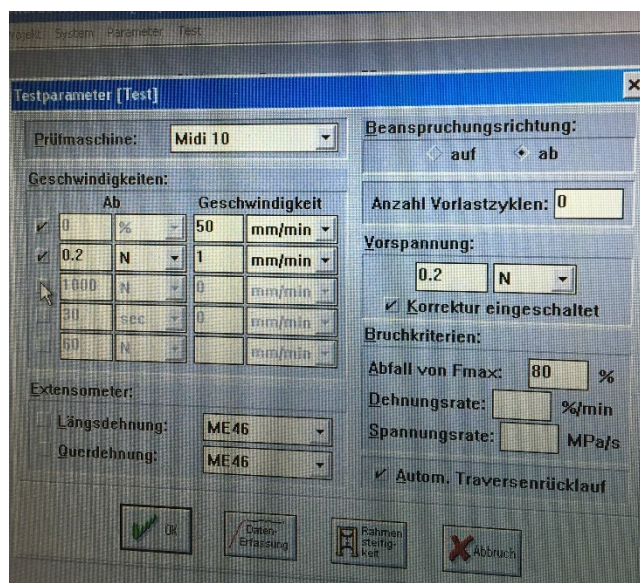 Projekt System Parameter Test
Testparameter [Test]
Prüfmaschine: Midi 10
Geschwindigkeiten:
Ab Geschwindigkeit
0 % 50 mm/min
0.2 N 1 mm/min
1000 N 0 mm/min
30 sec 0 mm/min
60 N mm/min
Extensometer:
Längsdehnung: ME46
Querdehnung: ME46
Beanspruchungsrichtung:
auf ab
Anzahl Vorlastzyklen: 0
Vorspannung:
0.2 N
Korrektur eingeschaltet
Bruchkriterien:
Abfall von Fmax: 80 %
Dehnungsrate: %/min
Spannungsrate: MPa/s
Autom. Traversenrücklauf
OK
Daten-
Erfassung
Rahmen
steifig-
keit
Abbruch